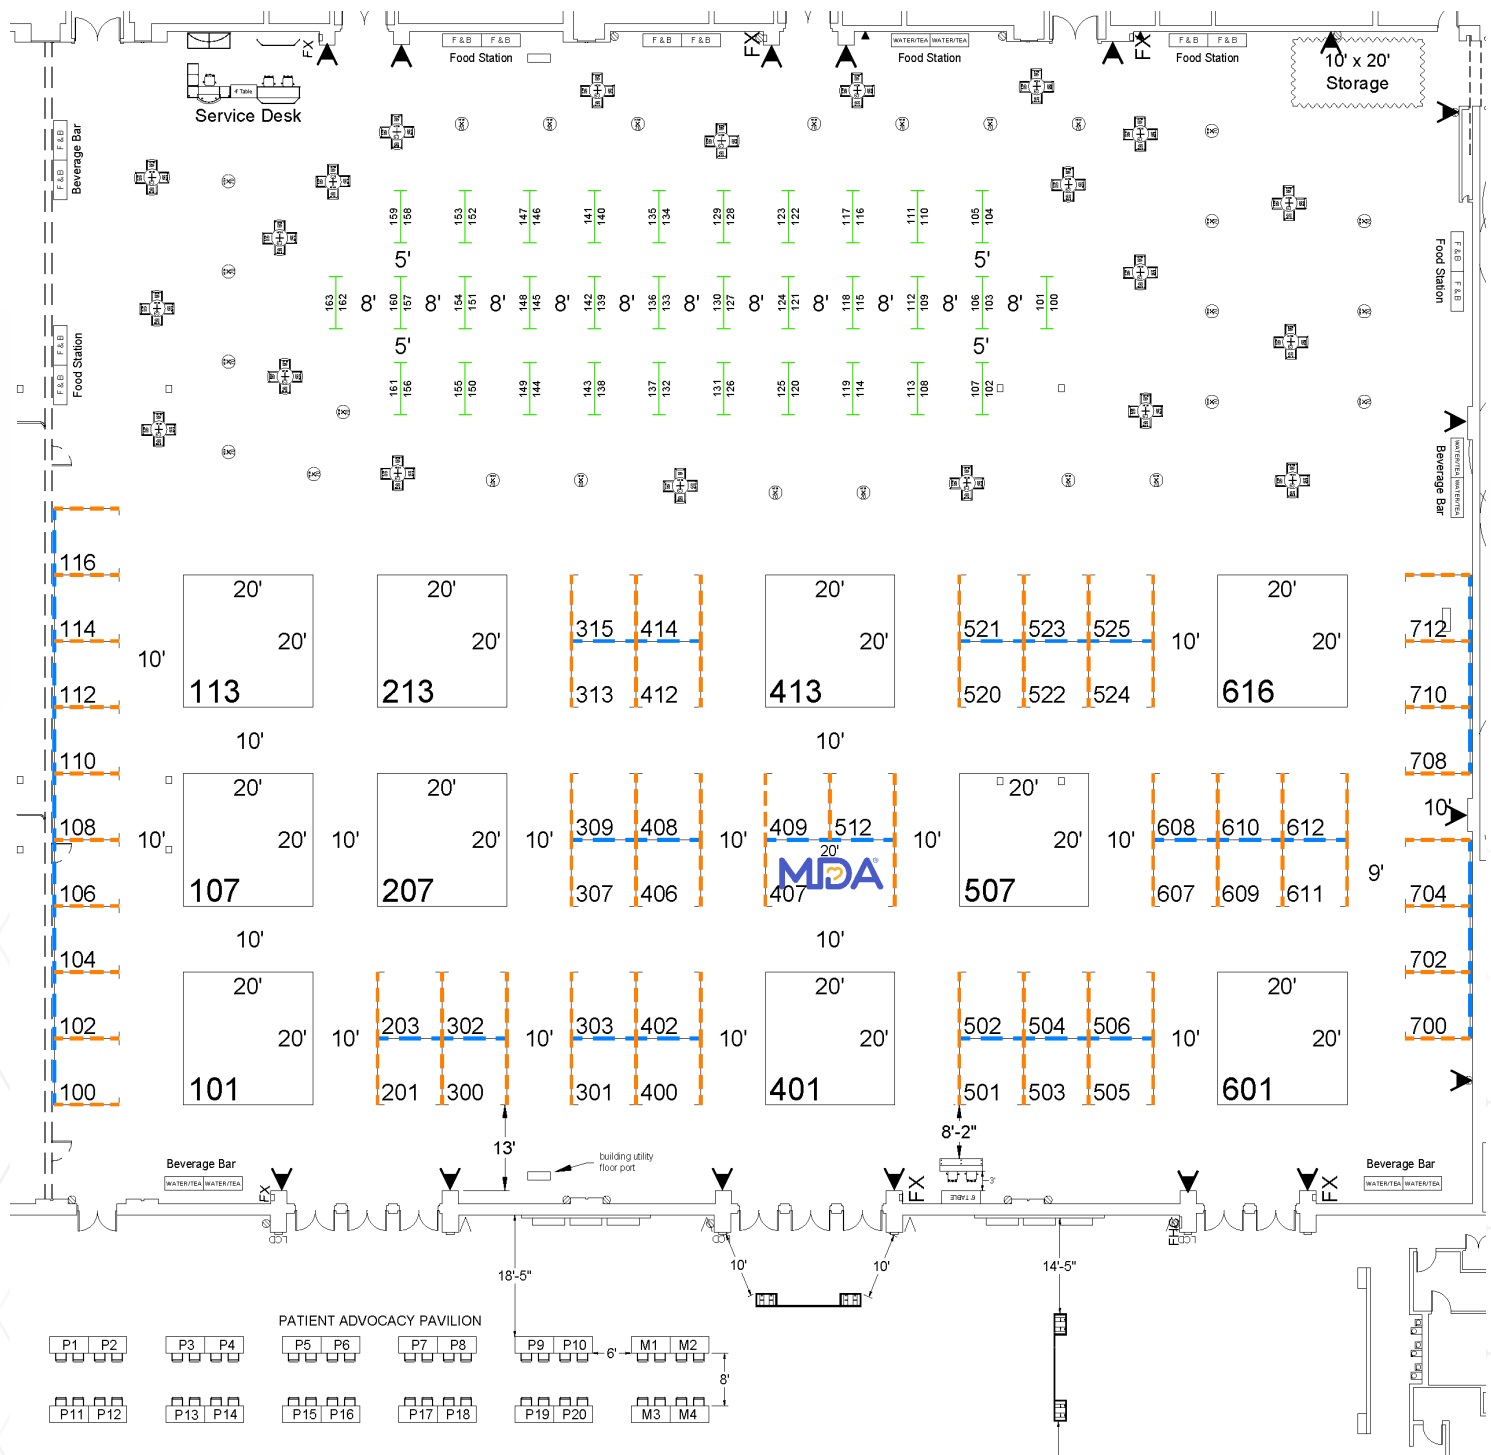 F & B F & B
F & B F & B
WATER/TEA WATER/TEA
F & B F & B
FX
FX
FX
Food Station
Food Station
Food Station
10' x 20'
Storage
4' Table
Service Desk
F & B F & B
Beverage Bar
F & B F & B
Food Station
F & B F & B
Food Station
WATER/TEA WATER/TEA
Beverage Bar
159 158 153 152 147 146 141 140 135 134 129 128 123 122 117 116 111 110 105 104
5' 5'
163 162 8' 160 157 8' 154 151 8' 148 145 8' 142 139 8' 136 133 8' 130 127 8' 124 121 8' 118 115 8' 112 109 8' 106 103 8' 101 100
5' 5'
161 156 155 150 149 144 143 138 137 132 131 126 125 120 119 114 113 108 107 102
116
20' 20' 20' 20'
114 20' 20' 315 414 20' 521 523 525 10' 20' 712
10'
112 113 213 313 412 413 520 522 524 616 710
10' 10'
110 708
20' 20' 20' 10'
108 10' 20' 10' 20' 10' 309 408 10' 409 512 10' 20' 10' 608 610 612
20'
MDA
9'
106 107 207 307 406 407 507 607 609 611 704
10' 10'
104 702
20' 20' 20'
102 20' 10' 203 302 10' 303 402 10' 20' 502 504 506 10' 20' 700
100 101 201 300 301 400 401 501 503 505 601
13' 8'-2"
building utility
floor port
Beverage Bar
WATER/TEA WATER/TEA
Beverage Bar
WATER/TEA WATER/TEA
3'
6' TABLE
FX FX FX
FHC
18'-5" 10' 10' 14'-5"
PATIENT ADVOCACY PAVILION
P1 P2 P3 P4 P5 P6 P7 P8 P9 P10 6' M1 M2
8'
P11 P12 P13 P14 P15 P16 P17 P18 P19 P20 M3 M4